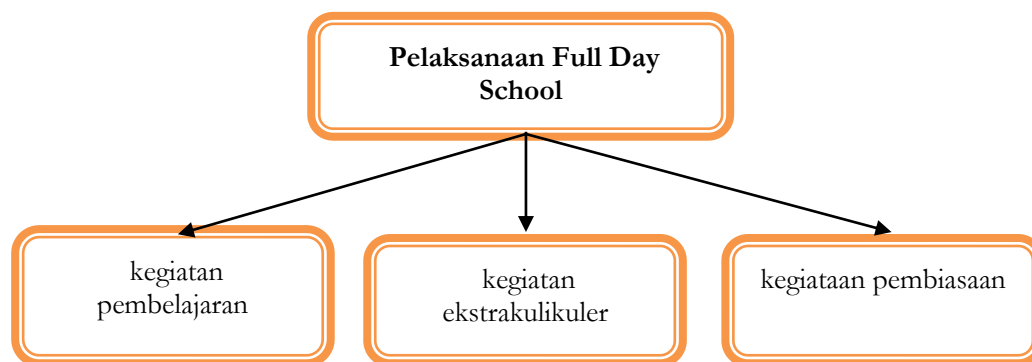 Pelaksanaan Full Day
School
kegiatan
pembelajaran
kegiatan
ekstrakulikuler
kegiataan pembiasaan